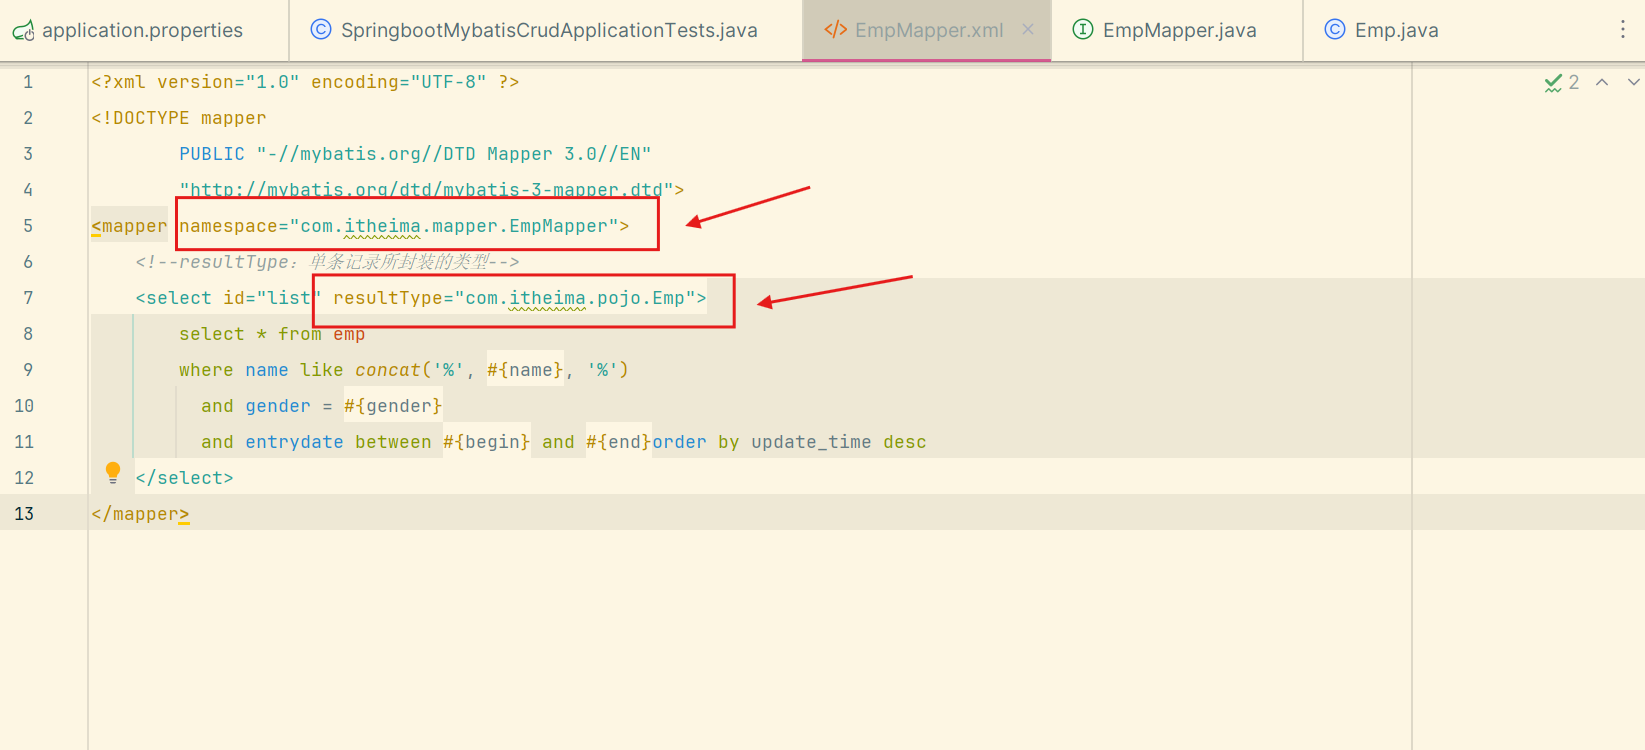 application.properties SpringbootMybatisCrudApplicationTests.java EmpMapper.xml EmpMapper.java Emp.java
1 <?xml version="1.0" encoding="UTF-8" ?>
2 <!DOCTYPE mapper
3 PUBLIC "-//mybatis.org//DTD Mapper 3.0//EN"
4 "http://mybatis.org/dtd/mybatis-3-mapper.dtd">
5 <mapper namespace="com.itheima.mapper.EmpMapper">
6 <!--resultType：单条记录所封装的类型-->
7 <select id="list" resultType="com.itheima.pojo.Emp">
8 select * from emp
9 where name like concat('%', #{name}, '%')
10 and gender = #{gender}
11 and entrydate between #{begin} and #{end}order by update_time desc
12 </select>
13 </mapper>
2